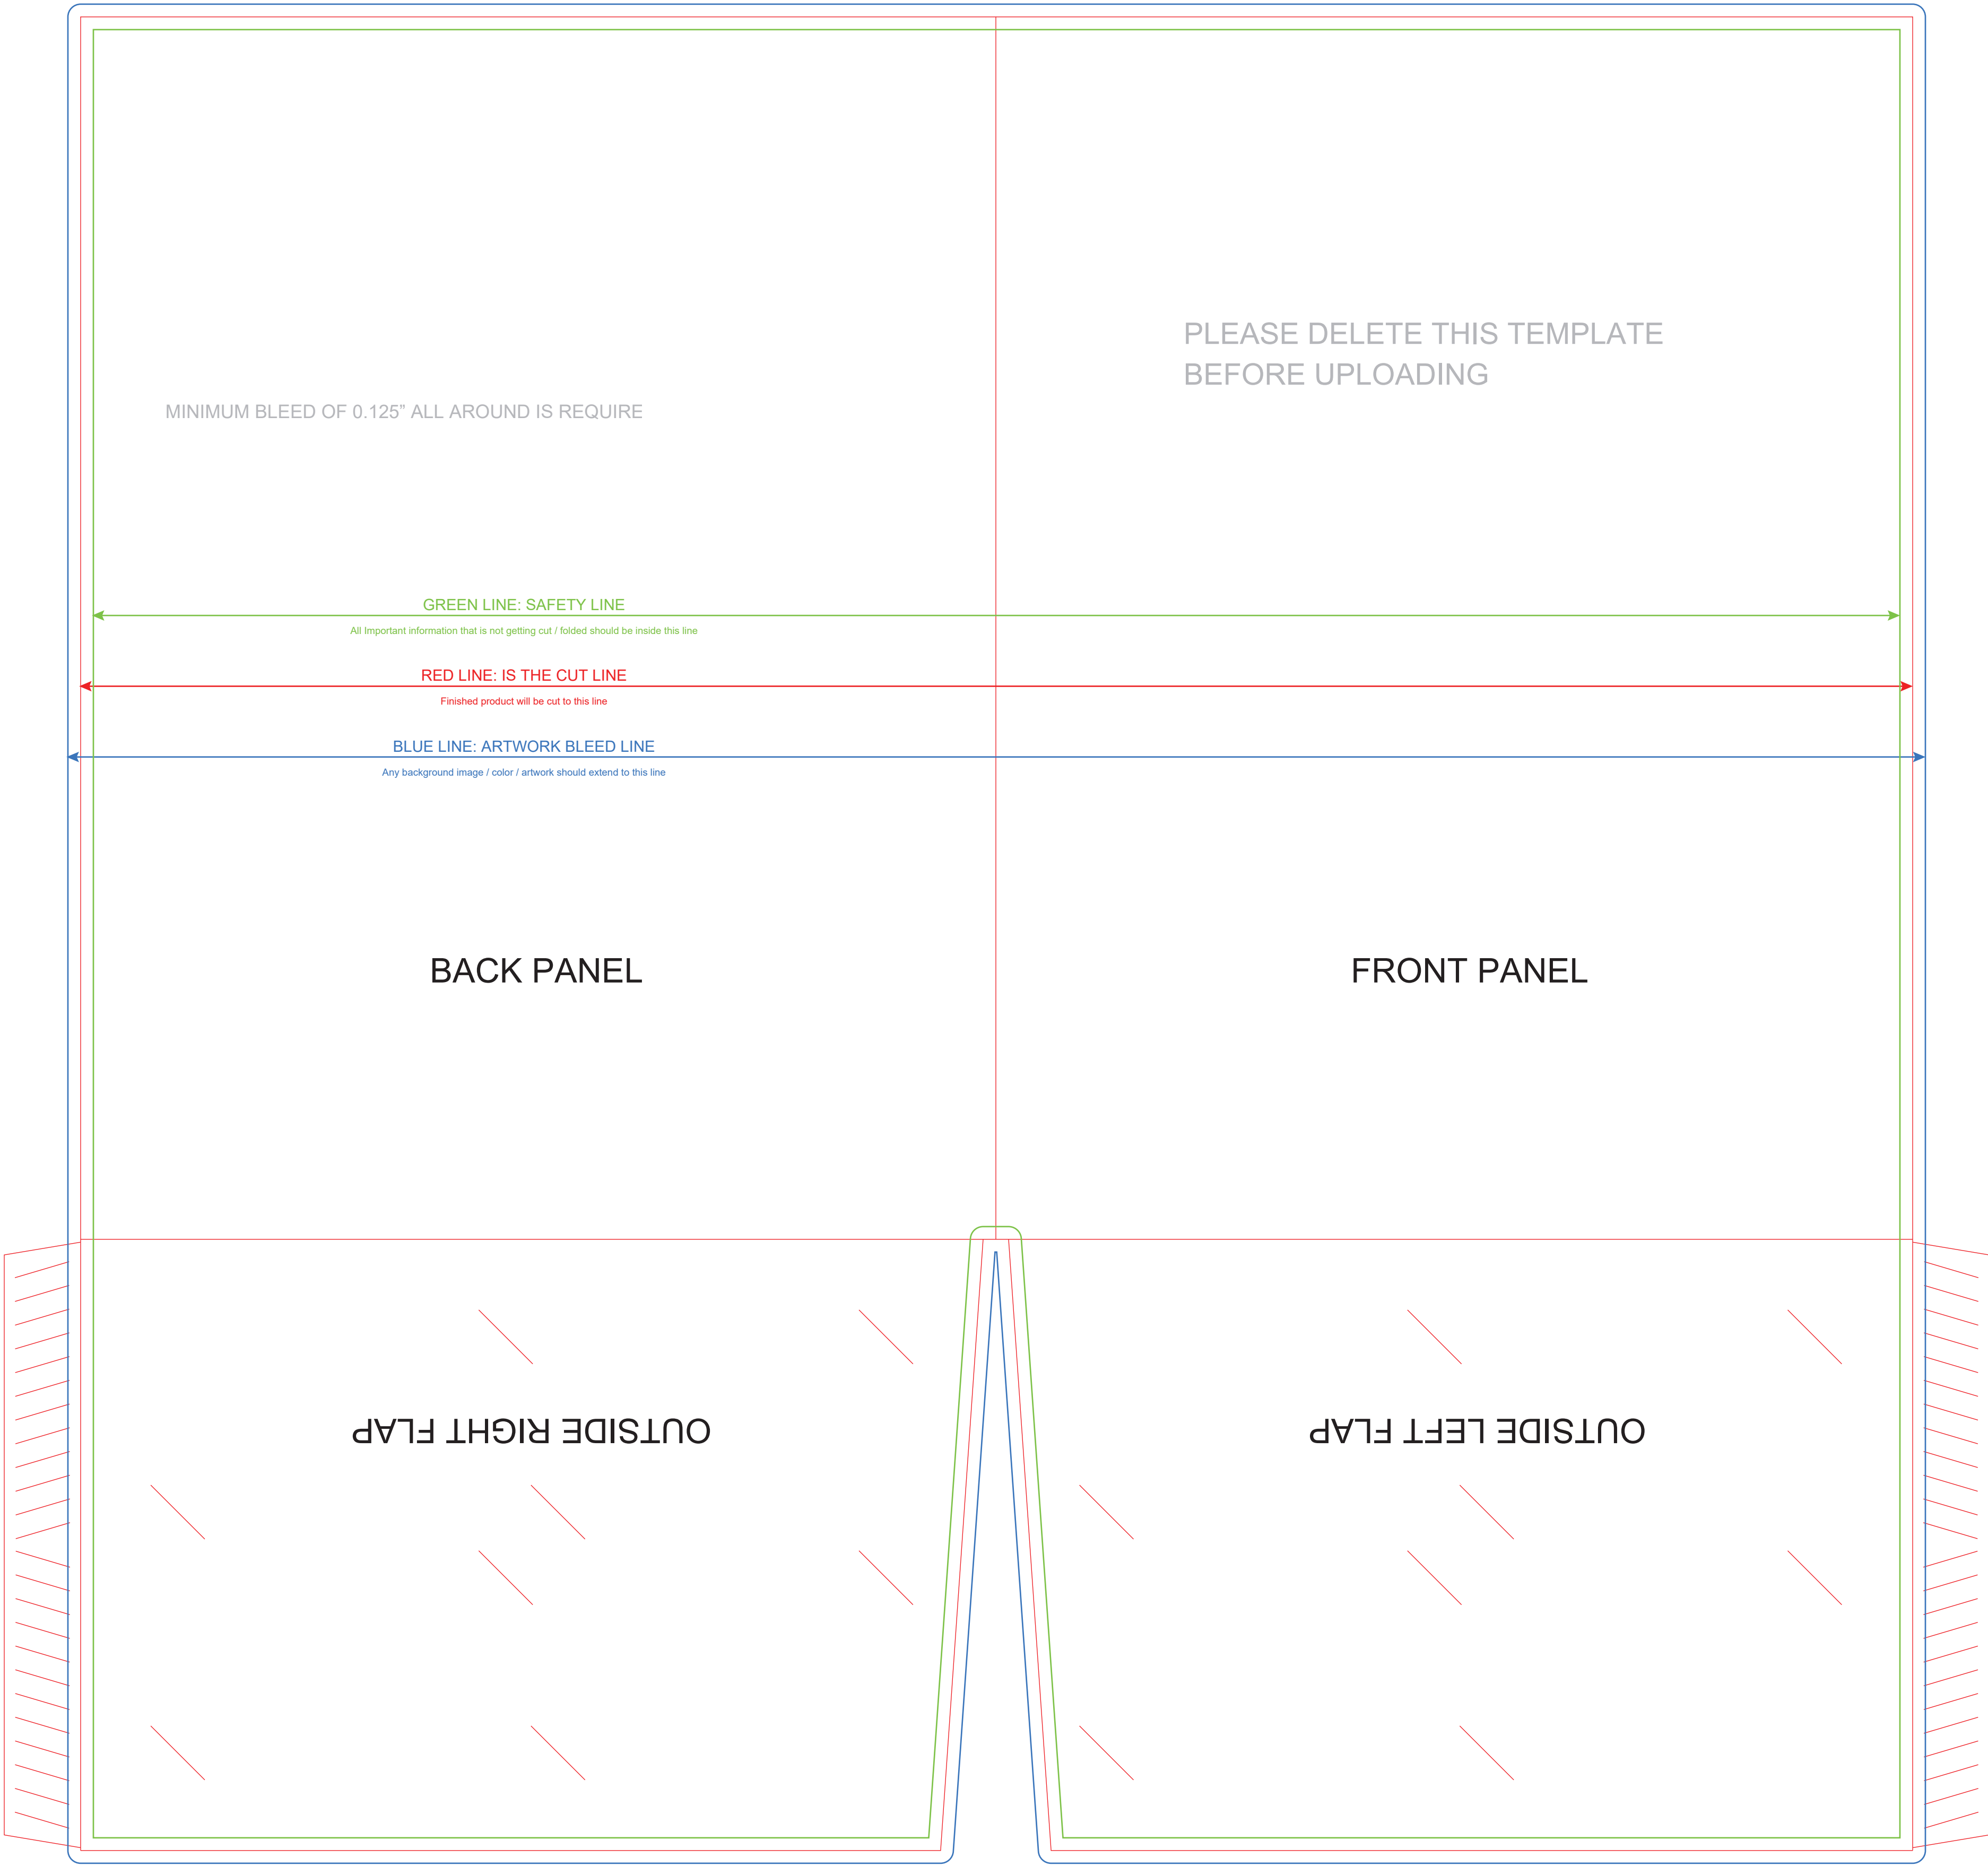 PLEASE DELETE THIS TEMPLATE
BEFORE UPLOADING
MINIMUM BLEED OF 0.125” ALL AROUND IS REQUIRE
GREEN LINE: SAFETY LINE
All Important information that is not getting cut / folded should be inside this line
RED LINE: IS THE CUT LINE
Finished product will be cut to this line
BLUE LINE: ARTWORK BLEED LINE
Any background image / color / artwork should extend to this line
BACK PANEL
FRONT PANEL
OUTSIDE RIGHT FLAP
OUTSIDE LEFT FLAP